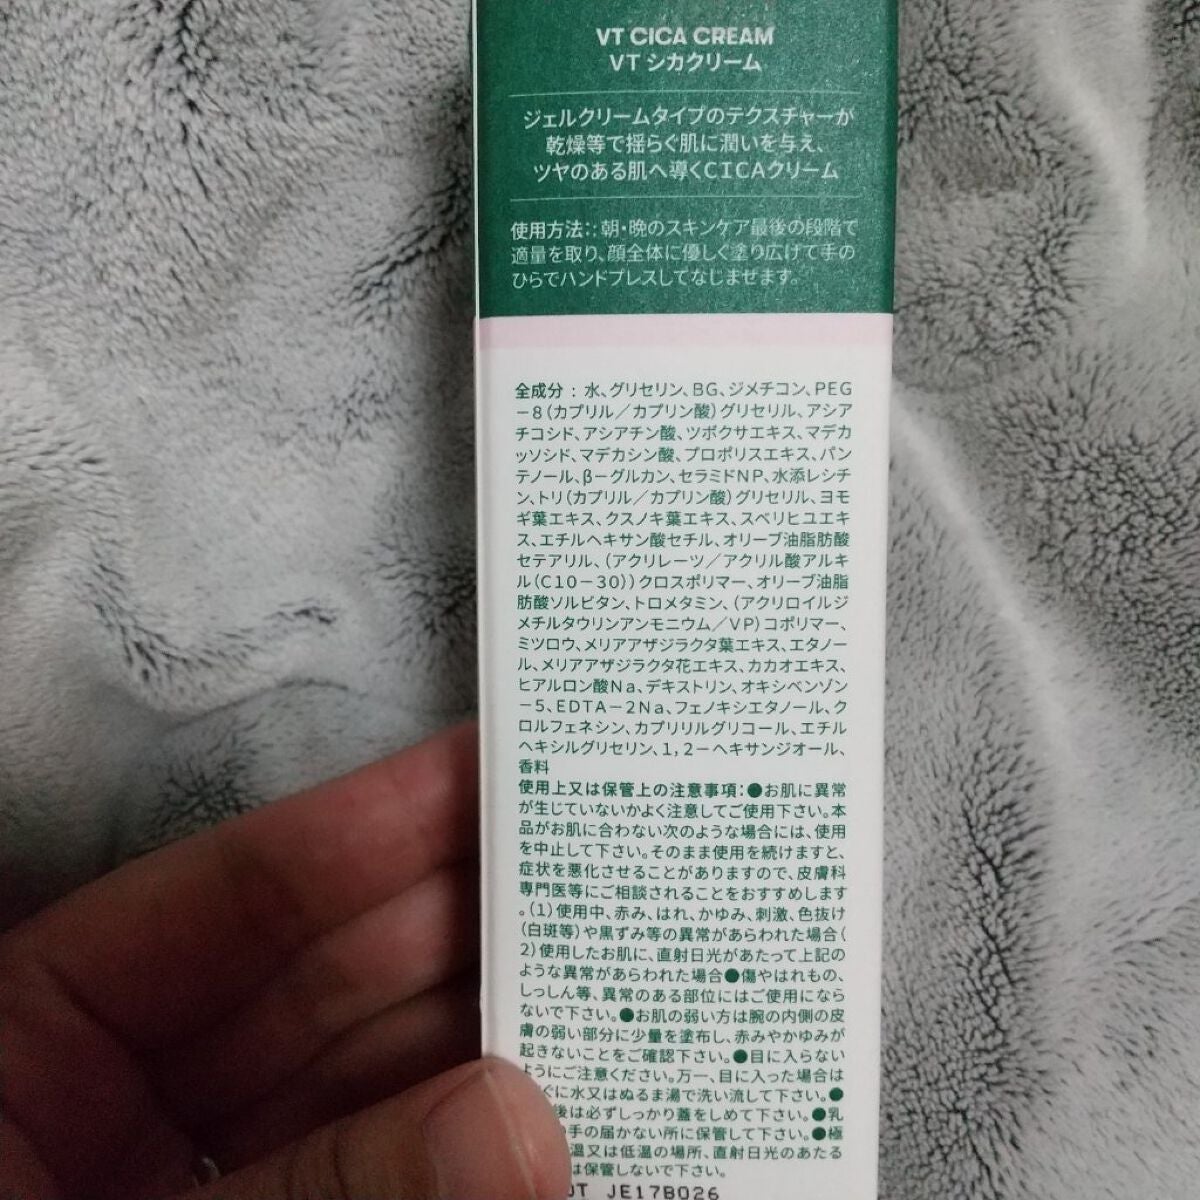 VT CICA CREAM
VT シカクリーム
ジェルクリームタイプのテクスチャーが
乾燥等で揺らぐ肌に潤いを与え、
ツヤのある肌へ導くCICAクリーム
使用方法::朝・晩のスキンケア最後の段階で
適量を取り、顔全体に優しく塗り広げて手の
ひらでハンドプレスしてなじませます。
全成分 : 水、グリセリン、BG、ジメチコン、PEG
－8(カプリル／カプリン酸)グリセリル、アシア
チコシド、アシアチン酸、ツボクサエキス、マデカ
ッソシド、マデカシン酸、プロポリスエキス、パン
テノール、β－グルカン、セラミドNP、水添レシチ
ン、トリ(カプリル／カプリン酸)グリセリル、ヨモ
ギ葉エキス、クスノキ葉エキス、スベリヒユエキ
ス、エチルヘキサン酸セチル、オリーブ油脂肪酸
セテアリル、(アクリレーツ／アクリル酸アルキ
ル(C10－30))クロスポリマー、オリーブ油脂
肪酸ソルビタン、トロメタミン、(アクリロイルジ
メチルタウリンアンモニウム／VP)コポリマー、
ミツロウ、メリアアザジラクタ葉エキス、エタノー
ル、メリアアザジラクタ花エキス、カカオエキス、
ヒアルロン酸Na、デキストリン、オキシベンゾン
－5、EDTA－2Na、フェノキシエタノール、ク
ロルフェネシン、カプリリルグリコール、エチル
ヘキシルグリセリン、1,2－ヘキサンジオール、
香料
使用上又は保管上の注意事項:●お肌に異常
が生じていないかよく注意してご使用下さい。本
品がお肌に合わない次のような場合には、使用
を中止して下さい。そのまま使用を続けますと、
症状を悪化させることがありますので、皮膚科
専門医等にご相談されることをおすすめします
。(1)使用中、赤み、はれ、かゆみ、刺激、色抜け
(白斑等)や黒ずみ等の異常があらわれた場合(
2)使用したお肌に、直射日光があたって上記の
ような異常があらわれた場合●傷やはれもの、
しっしん等、異常のある部位にはご使用になら
ないで下さい。●お肌の弱い方は腕の内側の皮
膚の弱い部分に少量を塗布し、赤みやかゆみが
起きないことをご確認下さい。●目に入らない
ようにご注意ください。万一、目に入った場合は
ぐに水又はぬるま湯で洗い流して下さい。●
後は必ずしっかり蓋をしめて下さい。●乳
手の届かない所に保管して下さい。●極
温又は低温の場所、直射日光のあたる
は保管しないで下さい。
JE17B026